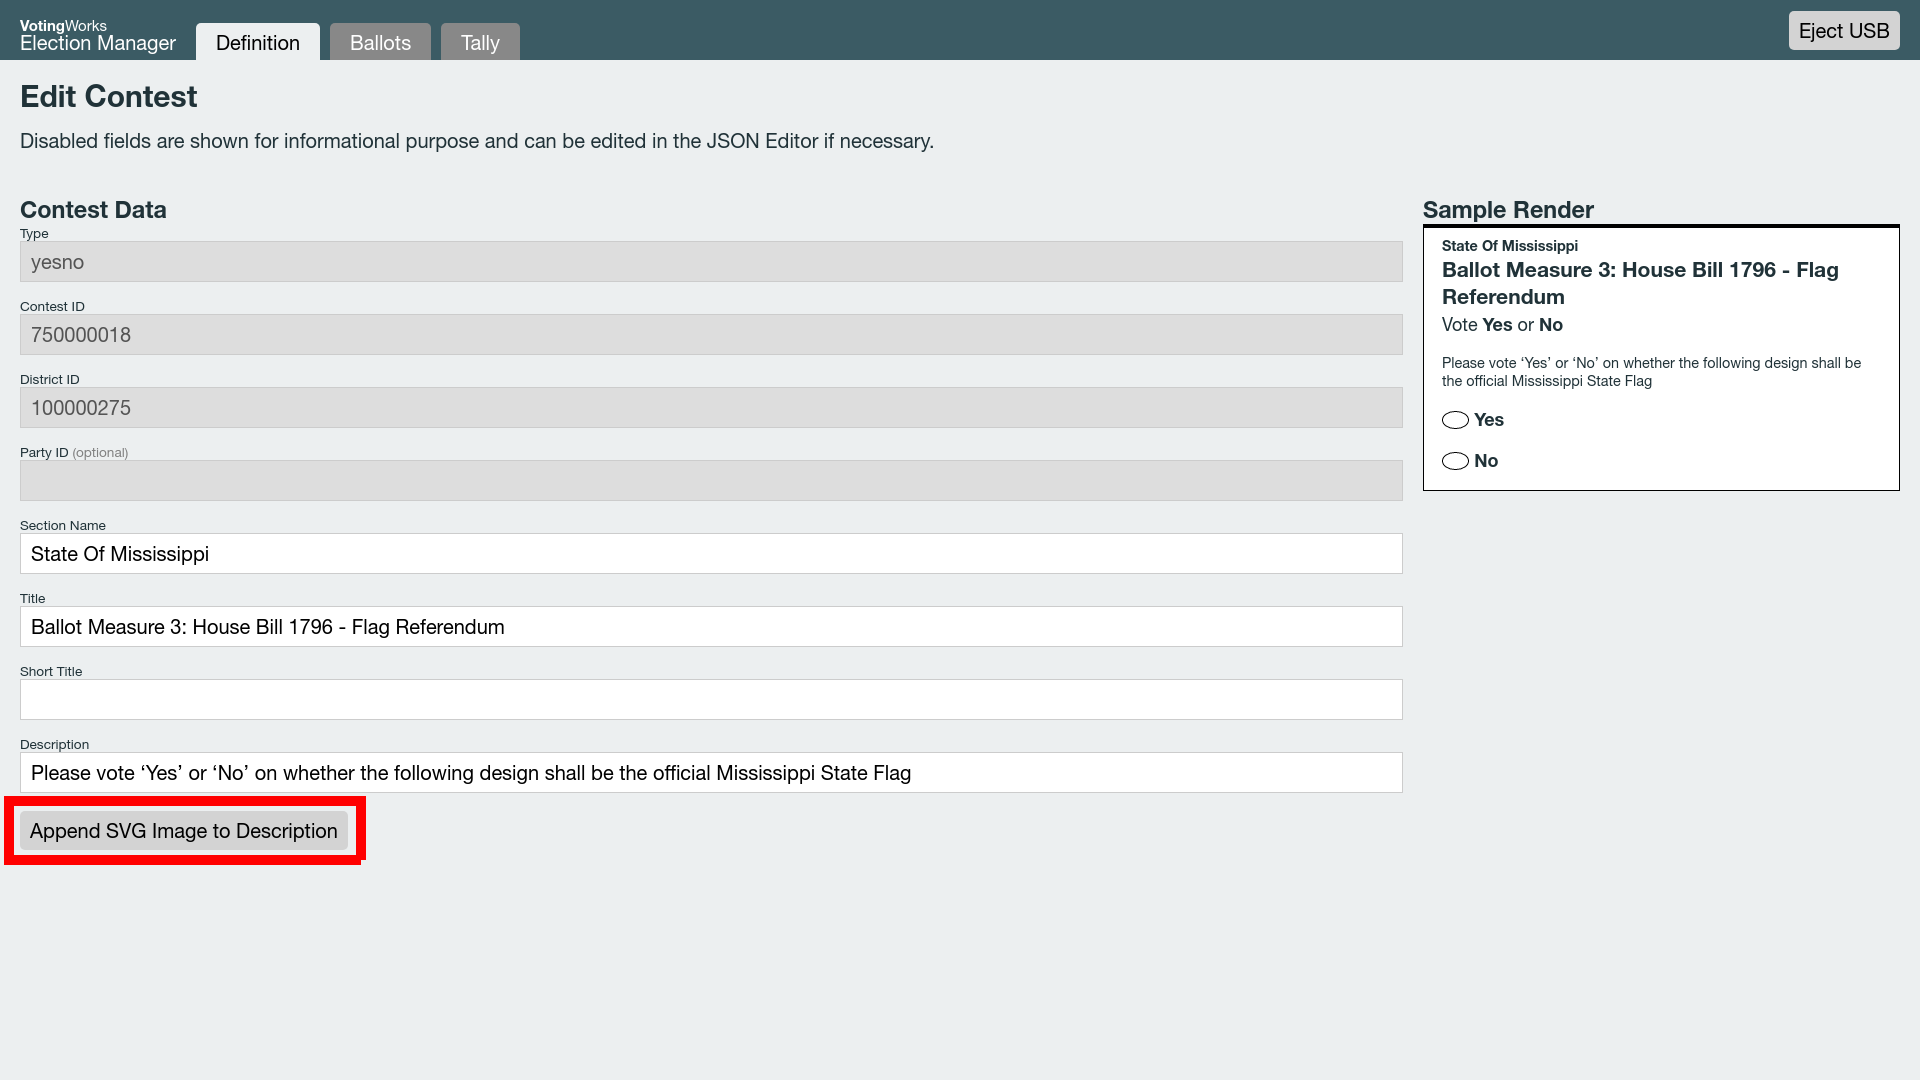 VotingWorks
Election Manager
Definition
Ballots
Tally
Eject USB
Edit Contest
Disabled fields are shown for informational purpose and can be edited in the JSON Editor if necessary.
Contest Data
Type
yesno
Contest ID
750000018
District ID
100000275
Party ID (optional)
Section Name
State Of Mississippi
Title
Ballot Measure 3: House Bill 1796 - Flag Referendum
Short Title
Description
Please vote ‘Yes’ or ‘No’ on whether the following design shall be the official Mississippi State Flag
Append SVG Image to Description
Sample Render
State Of Mississippi
Ballot Measure 3: House Bill 1796 - Flag
Referendum
Vote Yes or No
Please vote ‘Yes’ or ‘No’ on whether the following design shall be
the official Mississippi State Flag
Yes
No